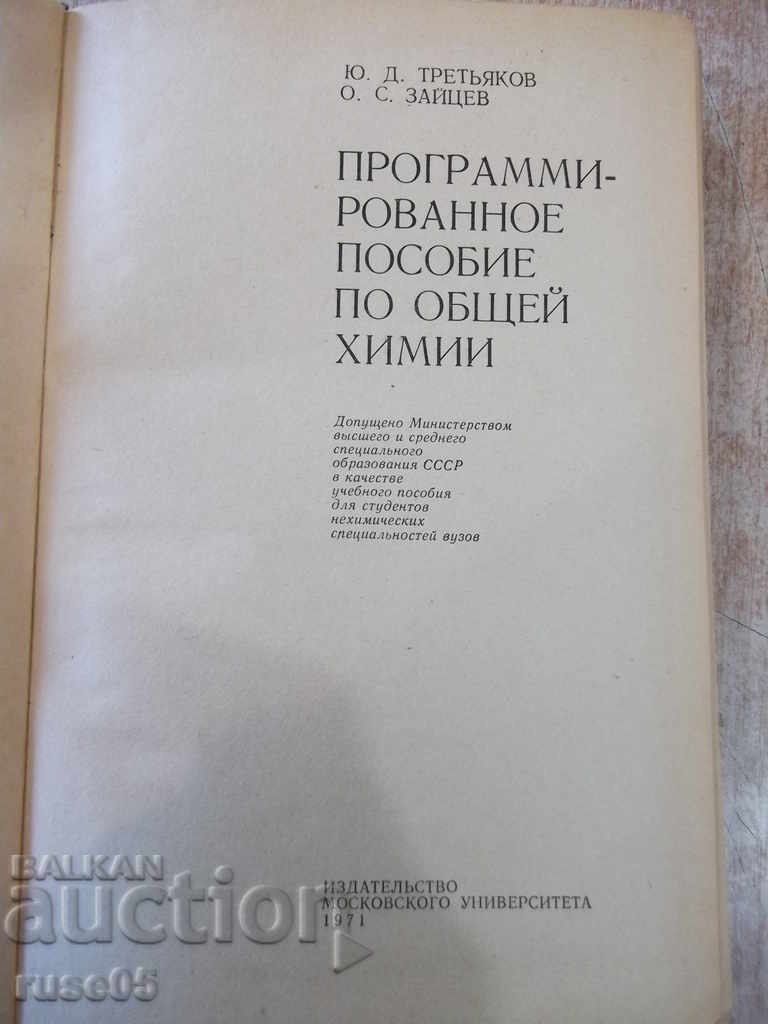 Ю. Д. ТРЕТЬЯКОВ
О. С. ЗАЙЦЕВ
ПРОГРАММИ-
РОВАННОЕ
ПОСОБИЕ
ПО ОБЩЕЙ
ХИМИИ
Допущено Министерством
высшего и среднего
специального
образования СССР
в качестве
учебного пособия
для студентов
нехимических
специальностей вузов
ИЗДАТЕЛЬСТВО
МОСКОВСКОГО УНИВЕРСИТЕТА
1971
BALKAN
auction
ruse05